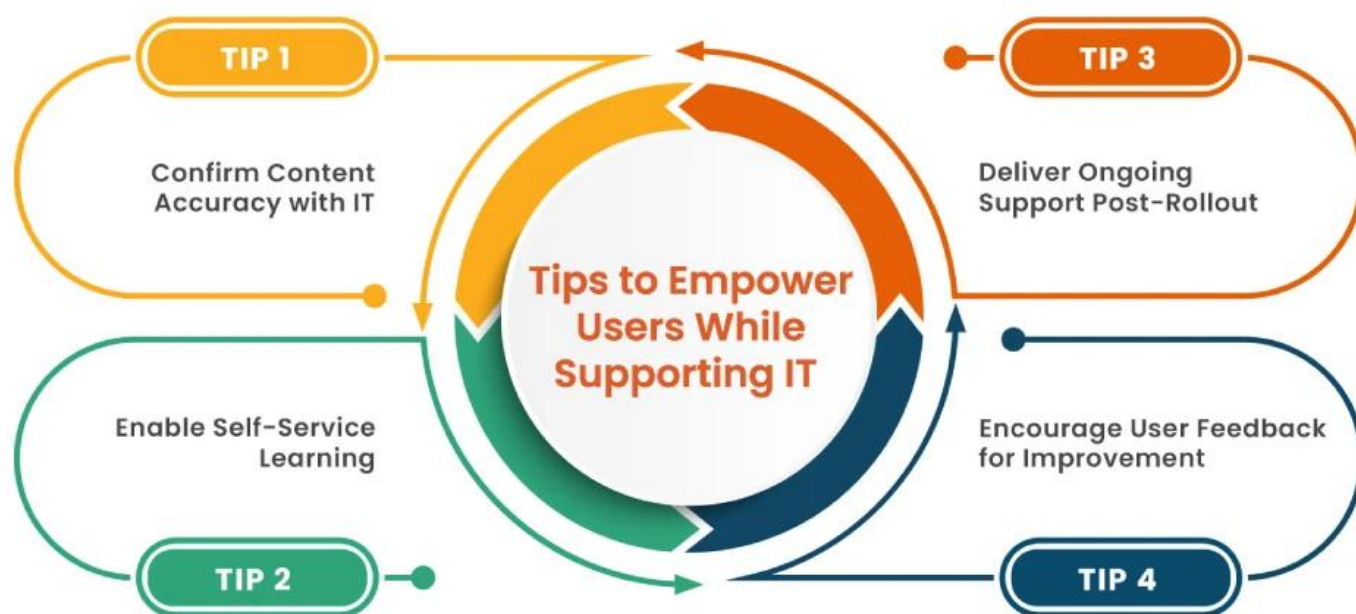 TIP 1
Confirm Content
Accuracy with IT
Enable Self-Service
Learning
TIP 2
Tips to Empower
Users While
Supporting IT
TIP 3
Deliver Ongoing
Support Post-Rollout
Encourage User Feedback
for Improvement
TIP 4